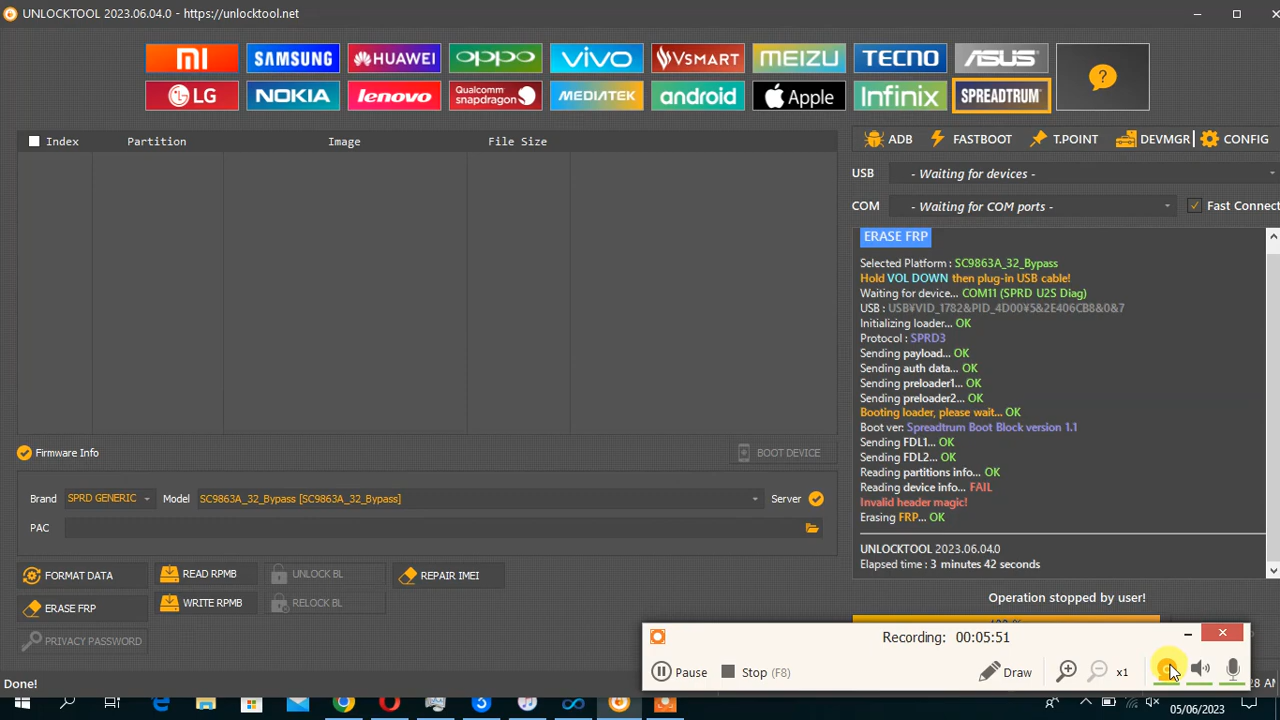 UNLOCKTOOL 2023.06.04.0 - https://unlocktool.net
mi SAMSUNG HUAWEI oppo vivo VSMART MEIZU TECNO ASUS ?
LG NOKIA lenovo Qualcomm snapdragon MEDIATEK android Apple Infinix SPREADTRUM
Index Partition Image File Size
ADB FASTBOOT T.POINT DEVMGR CONFIG
USB - Waiting for devices -
COM - Waiting for COM ports - Fast Connect
ERASE FRP
Selected Platform : SC9863A_32_Bypass
Hold VOL DOWN then plug-in USB cable!
Waiting for device... COM11 (SPRD U2S Diag)
USB : USB¥VID_1782&PID_4D00¥5&2E406CB8&0&7
Initializing loader... OK
Protocol : SPRD3
Sending payload... OK
Sending auth data... OK
Sending preloader1... OK
Sending preloader2... OK
Booting loader, please wait... OK
Boot ver: Spreadtrum Boot Block version 1.1
Sending FDL1... OK
Sending FDL2... OK
Reading partitions info... OK
Reading device info... FAIL
Invalid header magic!
Erasing FRP... OK
UNLOCKTOOL 2023.06.04.0
Elapsed time : 3 minutes 42 seconds
Operation stopped by user!
Firmware Info BOOT DEVICE
Brand SPRD GENERIC Model SC9863A_32_Bypass [SC9863A_32_Bypass] Server
PAC
FORMAT DATA READ RPMB UNLOCK BL REPAIR IMEI
ERASE FRP WRITE RPMB RELOCK BL
PRIVACY PASSWORD
Recording: 00:05:51
Pause Stop (F8) Draw x1
Done!
05/06/2023